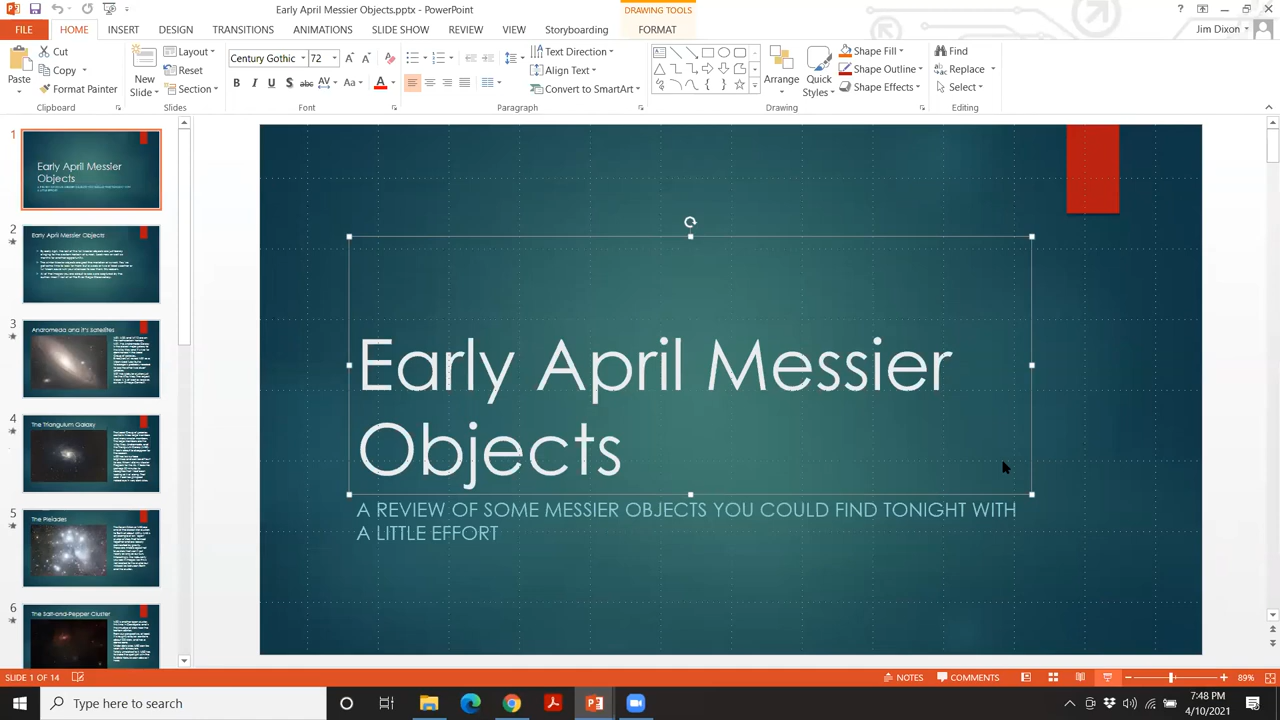 Early April Messier Objects.pptx - PowerPoint
DRAWING TOOLS
FILE HOME INSERT DESIGN TRANSITIONS ANIMATIONS SLIDE SHOW REVIEW VIEW Storyboarding FORMAT
Jim Dixon
Paste
Cut
Copy
Format Painter
Clipboard
New
Slide
Layout
Reset
Section
Slides
Century Gothic 72
Font
Text Direction
Align Text
Convert to SmartArt
Paragraph
Arrange
Quick
Styles
Shape Fill
Shape Outline
Shape Effects
Drawing
Find
Replace
Select
Editing
1
Early April Messier
Objects
2
Early April Messier Objects
3
Andromeda and it's Satellites
4
The Triangulum Galaxy
5
The Pleiades
6
The Salt-and-Pepper Cluster
Early April Messier
Objects
A REVIEW OF SOME MESSIER OBJECTS YOU COULD FIND TONIGHT WITH
A LITTLE EFFORT
SLIDE 1 OF 14
NOTES
COMMENTS
89%
Type here to search
7:48 PM
4/10/2021